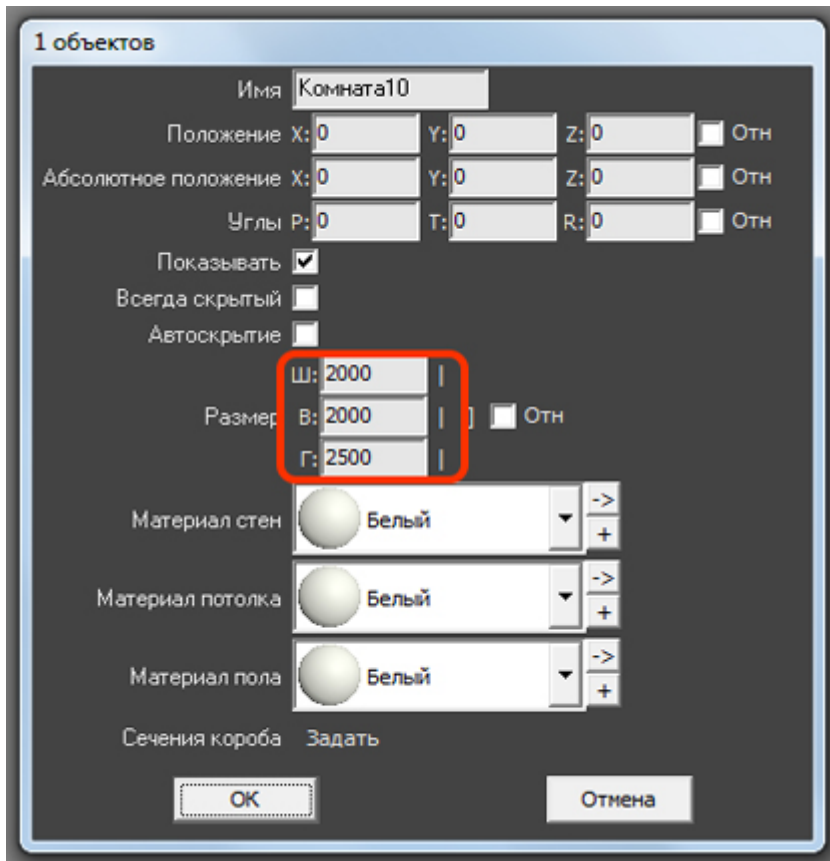 1 объектов
Имя Комната10
Положение X: 0 Y: 0 Z: 0 Отн
Абсолютное положение X: 0 Y: 0 Z: 0 Отн
Углы P: 0 T: 0 R: 0 Отн
Показывать
Всегда скрытый
Автоскрытие
Ш: 2000 |
Размер В: 2000 | ] Отн
Г: 2500 |
->
Материал стен Белый
+
->
Материал потолка Белый
+
->
Материал пола Белый
+
Сечения короба Задать
OK Отмена